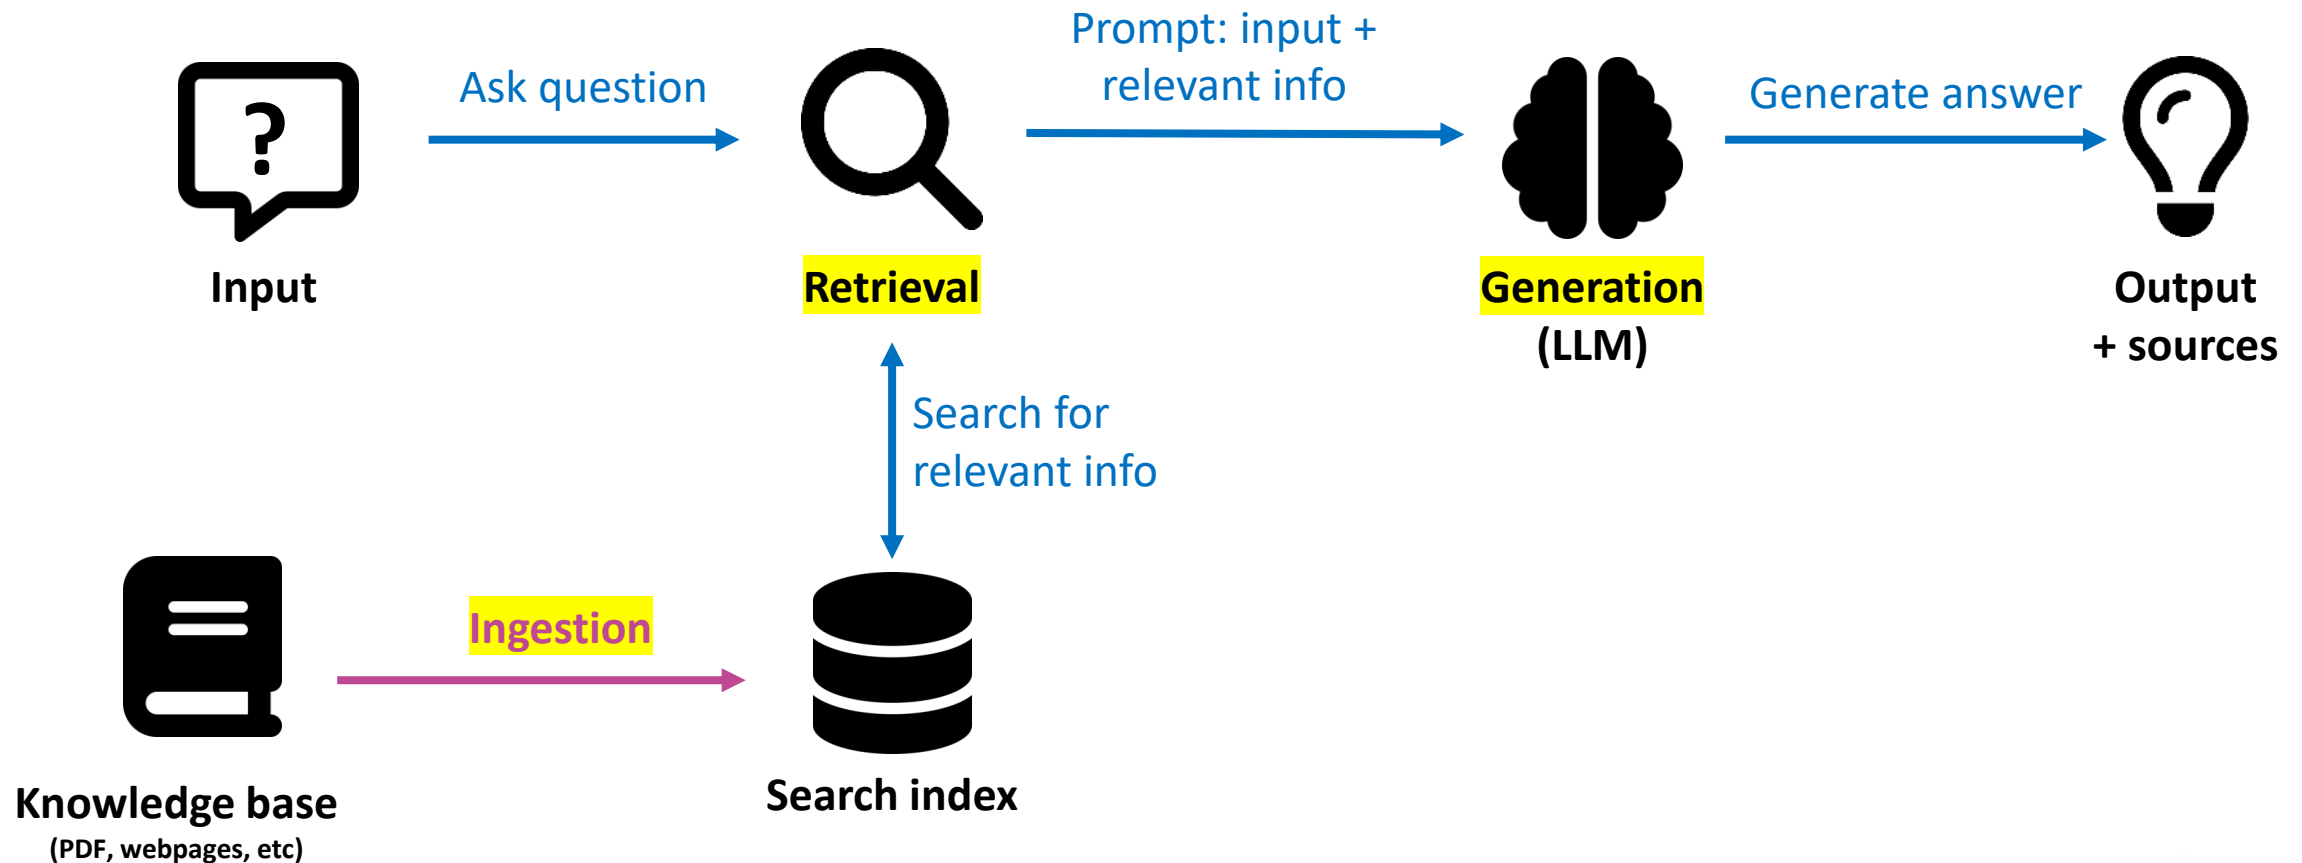 Prompt: input +
relevant info
Ask question
Generate answer
?
Input
Retrieval
Generation
(LLM)
Output
+ sources
Search for
relevant info
Ingestion
Knowledge base
(PDF, webpages, etc)
Search index